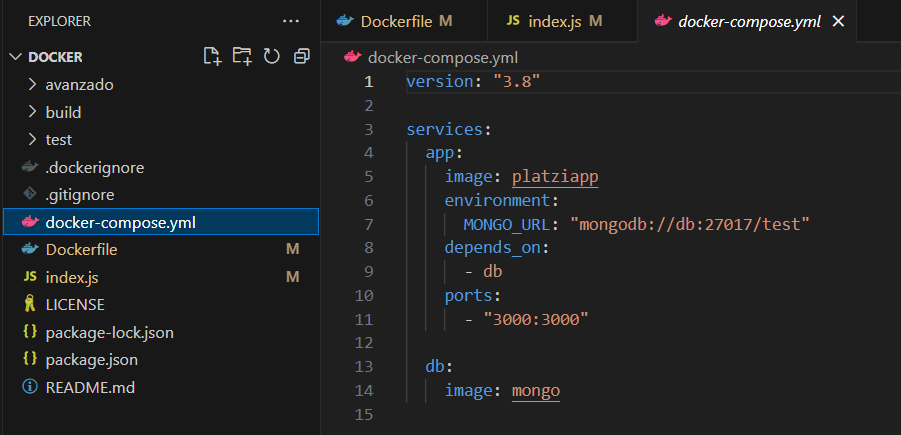 EXPLORER ...
DOCKER
avanzado
build
test
.dockerignore
.gitignore
docker-compose.yml
Dockerfile M
JS index.js M
LICENSE
{} package-lock.json
{} package.json
README.md
Dockerfile M
JS index.js M
docker-compose.yml
docker-compose.yml
1 version: "3.8"
2
3 services:
4 app:
5 image: platziapp
6 environment:
7 MONGO_URL: "mongodb://db:27017/test"
8 depends_on:
9 - db
10 ports:
11 - "3000:3000"
12
13 db:
14 image: mongo
15